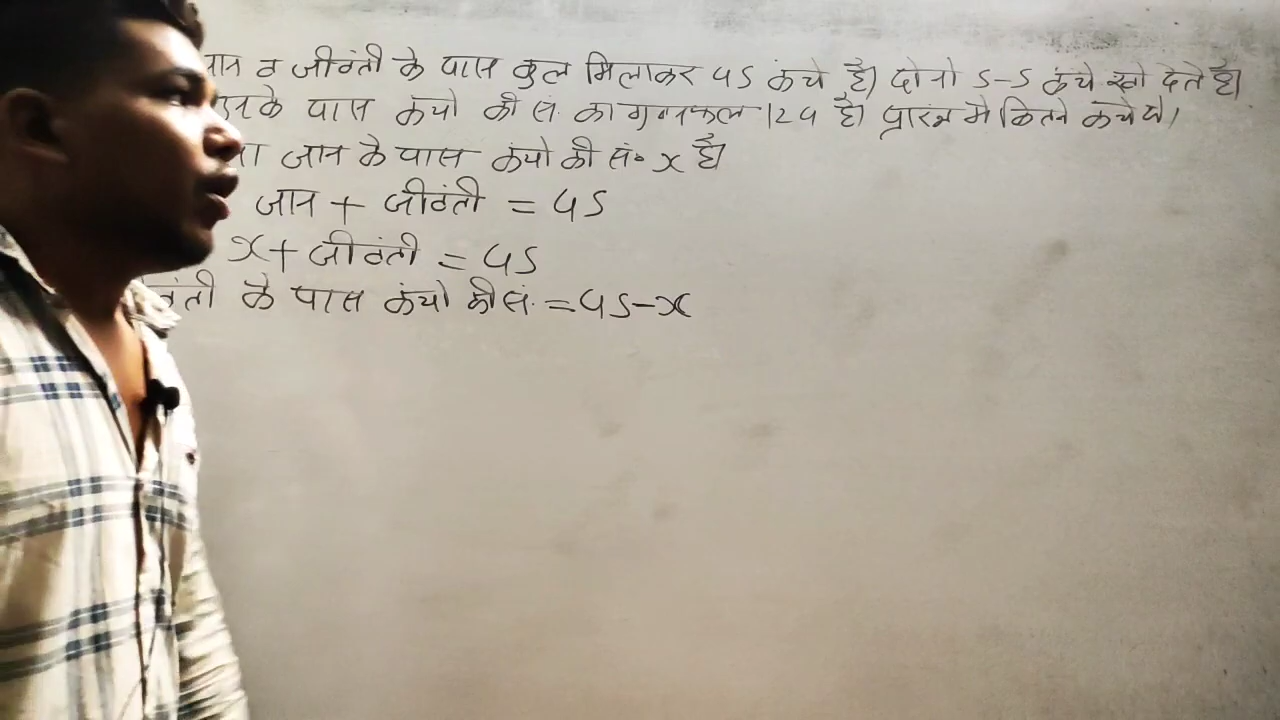 व जीवंती के पास कुल मिलाकर 45 कंचे है। दोनो 5-5 कंचे खो देते है।
के पास कंचो की सं. का गुणनफल 124 है। प्रारंभ मे कितने कंचे थे।
जान के पास कंचो की सं॰ x है।
जान + जीवंती = 45
x + जीवंती = 45
के पास कंचो की सं. = 45-x